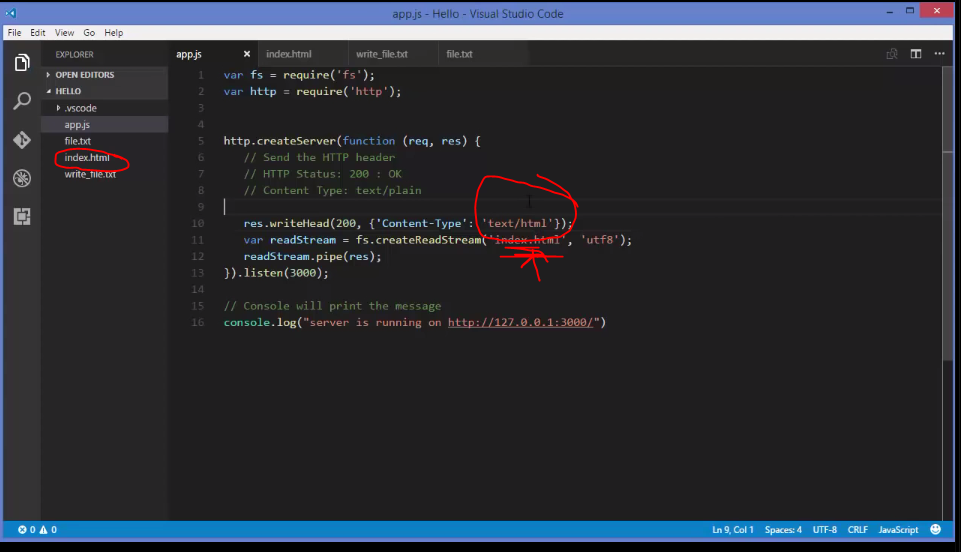 app.js - Hello - Visual Studio Code
File Edit View Go Help
EXPLORER
OPEN EDITORS
HELLO
.vscode
app.js
file.txt
index.html
write_file.txt
app.js index.html write_file.txt file.txt
1 var fs = require('fs');
2 var http = require('http');
3
4
5 http.createServer(function (req, res) {
6 // Send the HTTP header
7 // HTTP Status: 200 : OK
8 // Content Type: text/plain
9
10 res.writeHead(200, {'Content-Type': 'text/html'});
11 var readStream = fs.createReadStream('index.html', 'utf8');
12 readStream.pipe(res);
13 }).listen(3000);
14
15 // Console will print the message
16 console.log("server is running on http://127.0.0.1:3000/")
0 0
Ln 9, Col 1 Spaces: 4 UTF-8 CRLF JavaScript